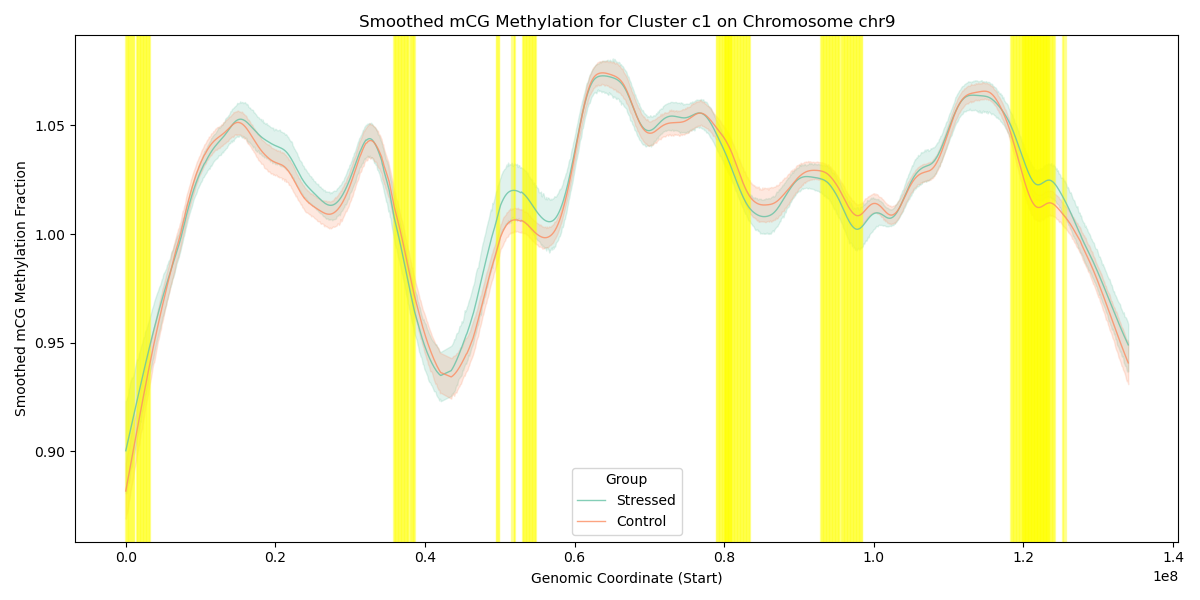 Smoothed mCG Methylation for Cluster c1 on Chromosome chr9
Smoothed mCG Methylation Fraction
1.05
1.00
0.95
0.90
Group
Stressed
Control
0.0 0.2 0.4 0.6 0.8 1.0 1.2 1.4
1e8
Genomic Coordinate (Start)